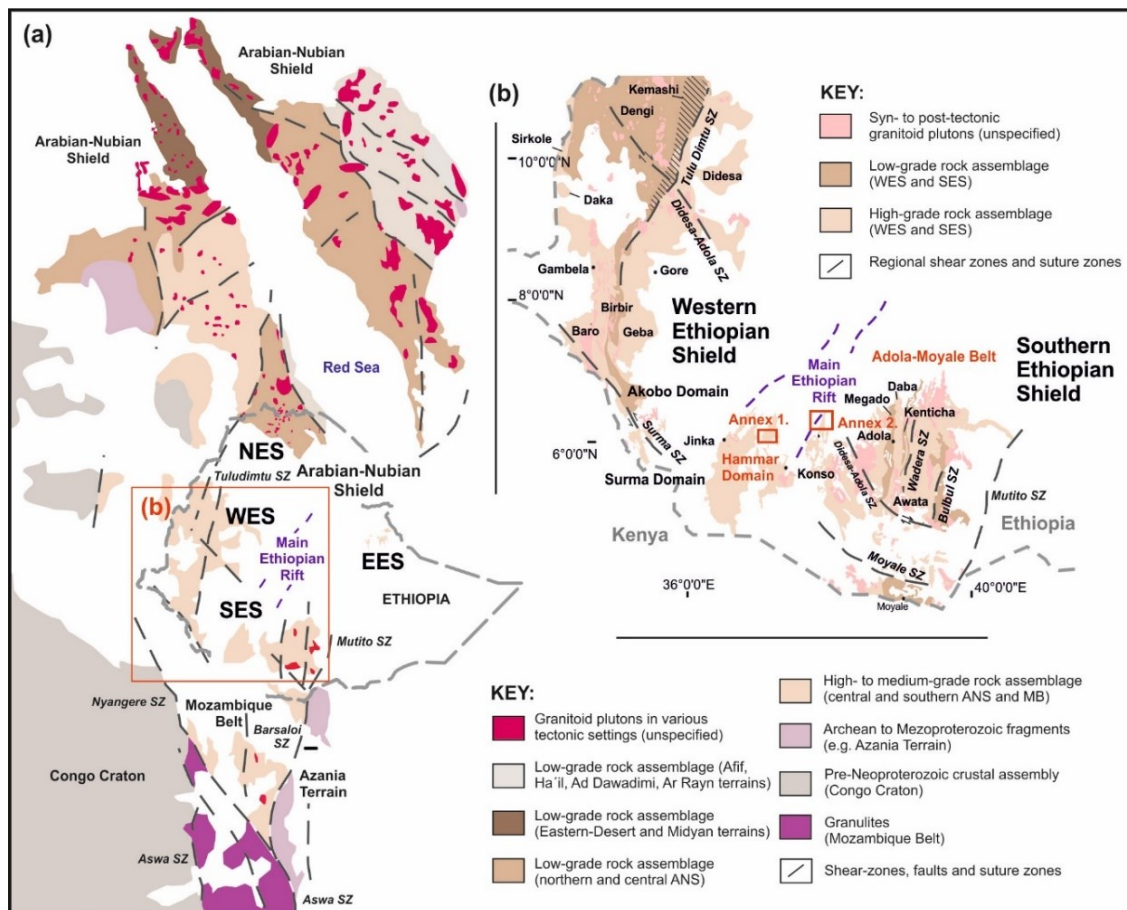 (a)
Arabian-Nubian
Shield
Arabian-Nubian
Shield
Red Sea
NES
Tuludimtu SZ
Arabian-Nubian
Shield
(b)
WES
Main
Ethiopian
Rift
EES
SES
ETHIOPIA
Mutito SZ
Nyangere SZ
Mozambique
Belt
Barsaloi
SZ
Congo Craton
Azania
Terrain
Aswa SZ
Aswa SZ
(b)
Kemashi
Dengi
Sirkole
10°0'0"N
Tulu Dimtu SZ
Didesa
Daka
Didesa-Adola SZ
Gambela
Gore
8°0'0"N
Western
Ethiopian
Shield
Birbir
Baro
Geba
Akobo Domain
Surma SZ
6°0'0"N
Surma Domain
Jinka
Annex 1.
Hammar
Domain
Main
Ethiopian
Rift
Annex 2.
Konso
Adola-Moyale Belt
Southern
Ethiopian
Shield
Daba
Megado
Kenticha
Adola
Didesa-Adola SZ
Wadera SZ
Awata
Bulbul SZ
Mutito SZ
Kenya
Ethiopia
Moyale SZ
36°0'0"E
40°0'0"E
Moyale
KEY:
Syn- to post-tectonic
granitoid plutons (unspecified)
Low-grade rock assemblage
(WES and SES)
High-grade rock assemblage
(WES and SES)
Regional shear zones and suture zones
KEY:
Granitoid plutons in various
tectonic settings (unspecified)
Low-grade rock assemblage (Afif,
Ha´il, Ad Dawadimi, Ar Rayn terrains)
Low-grade rock assemblage
(Eastern-Desert and Midyan terrains)
Low-grade rock assemblage
(northern and central ANS)
High- to medium-grade rock assemblage
(central and southern ANS and MB)
Archean to Mezoproterozoic fragments
(e.g. Azania Terrain)
Pre-Neoproterozoic crustal assembly
(Congo Craton)
Granulites
(Mozambique Belt)
Shear-zones, faults and suture zones